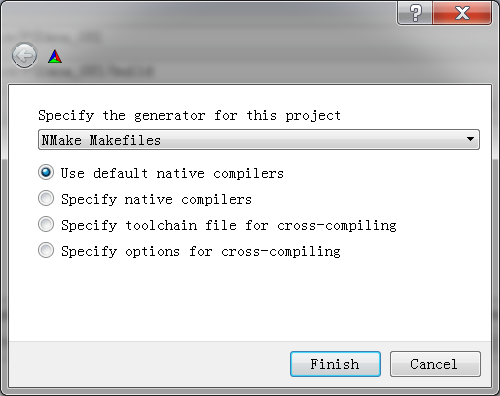 Specify the generator for this project
NMake Makefiles
Use default native compilers
Specify native compilers
Specify toolchain file for cross-compiling
Specify options for cross-compiling
Finish
Cancel